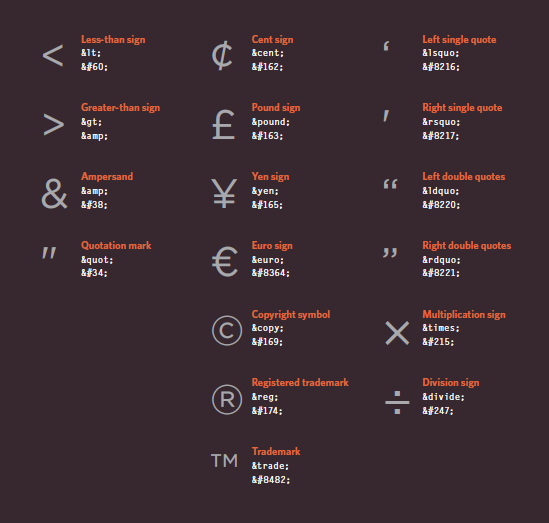 <
Less-than sign
&lt;
&#60;
>
Greater-than sign
&gt;
&amp;
&
Ampersand
&amp;
&#38;
"
Quotation mark
&quot;
&#34;
¢
Cent sign
&cent;
&#162;
£
Pound sign
&pound;
&#163;
¥
Yen sign
&yen;
&#165;
€
Euro sign
&euro;
&#8364;
©
Copyright symbol
&copy;
&#169;
®
Registered trademark
&reg;
&#174;
™
Trademark
&trade;
&#8482;
‘
Left single quote
&lsquo;
&#8216;
'
Right single quote
&rsquo;
&#8217;
“
Left double quotes
&ldquo;
&#8220;
”
Right double quotes
&rdquo;
&#8221;
×
Multiplication sign
&times;
&#215;
÷
Division sign
&divide;
&#247;